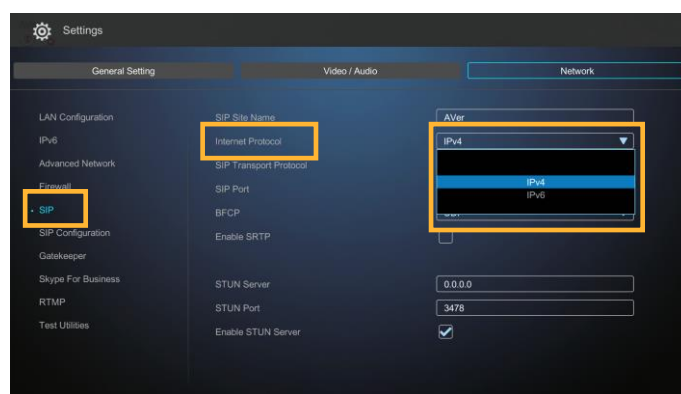 Settings
General Setting
Video / Audio
Network
LAN Configuration
IPv6
Advanced Network
Firewall
SIP
SIP Configuration
Gatekeeper
Skype For Business
RTMP
Test Utilities
SIP Site Name
AVer
Internet Protocol
IPv4
IPv4
IPv6
SIP Transport Protocol
SIP Port
BFCP
Enable SRTP
STUN Server
0.0.0.0
STUN Port
3478
Enable STUN Server